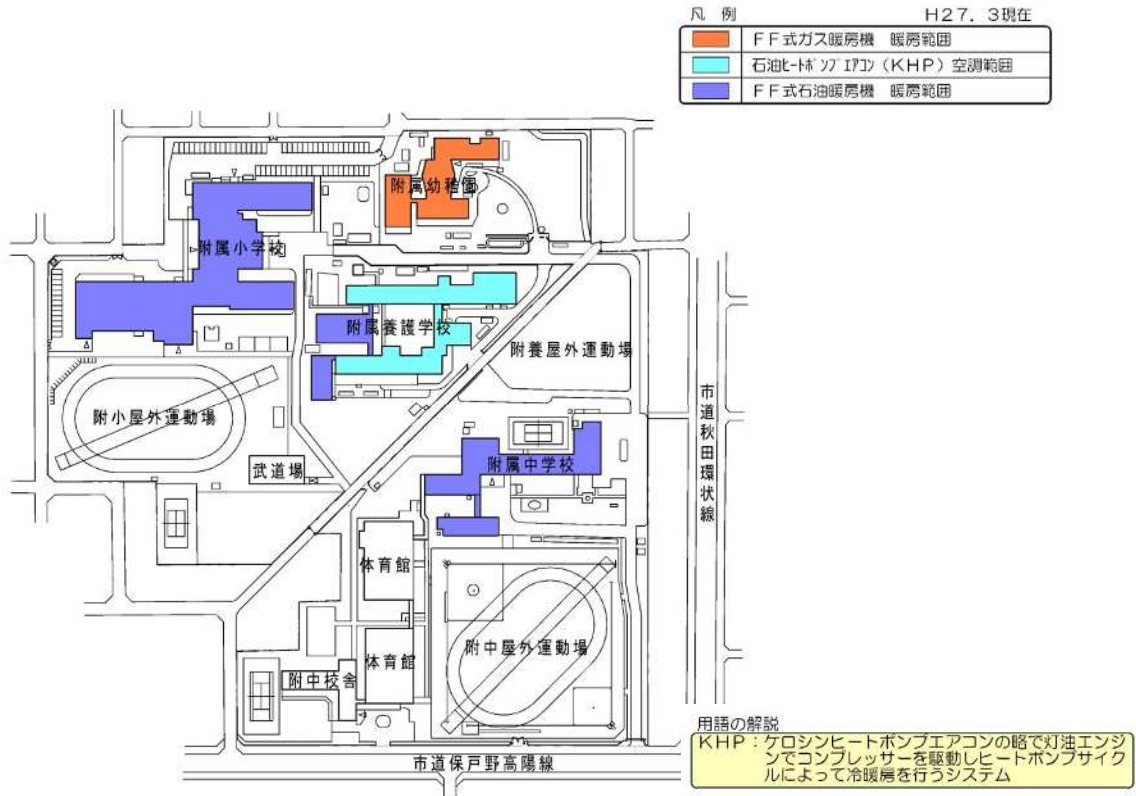 凡 例 H27．3現在
ＦＦ式ガス暖房機 暖房範囲
石油ﾋｰﾄﾎﾟﾝﾌﾟｴｱｺﾝ（ＫＨＰ）空調範囲
ＦＦ式石油暖房機 暖房範囲
附属幼稚園
附属小学校
附属養護学校
附養屋外運動場
附小屋外運動場
武道場
附属中学校
市道秋田環状線
体育館
附中屋外運動場
体育館
附中校舎
市道保戸野高陽線
用語の解説
ＫＨＰ：ケロシンヒートポンプエアコンの略で灯油エンジ
ンでコンプレッサーを駆動しヒートポンプサイク
ルによって冷暖房を行うシステム